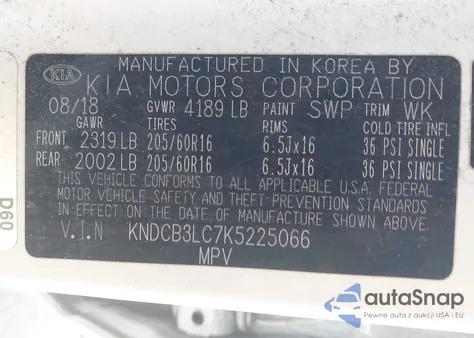 MANUFACTURED IN KOREA BY
KIA KIA MOTORS CORPORATION
08/18 GVWR 4189 LB PAINT SWP TRIM WK
GAWR TIRES RIMS COLD TIRE INFL
FRONT 2319 LB 205/60R16 6.5Jx16 36 PSI SINGLE
REAR 2002 LB 205/60R16 6.5Jx16 36 PSI SINGLE
THIS VEHICLE CONFORMS TO ALL APPLICABLE U.S. FEDERAL
MOTOR VEHICLE SAFETY AND THEFT PREVENTION STANDARDS
IN EFFECT ON THE DATE OF MANUFACTURE SHOWN ABOVE.
V.I.N KNDCB3LC7K5225066
MPV
D60
autoSnap
Pewne auta z aukcji USA i EU